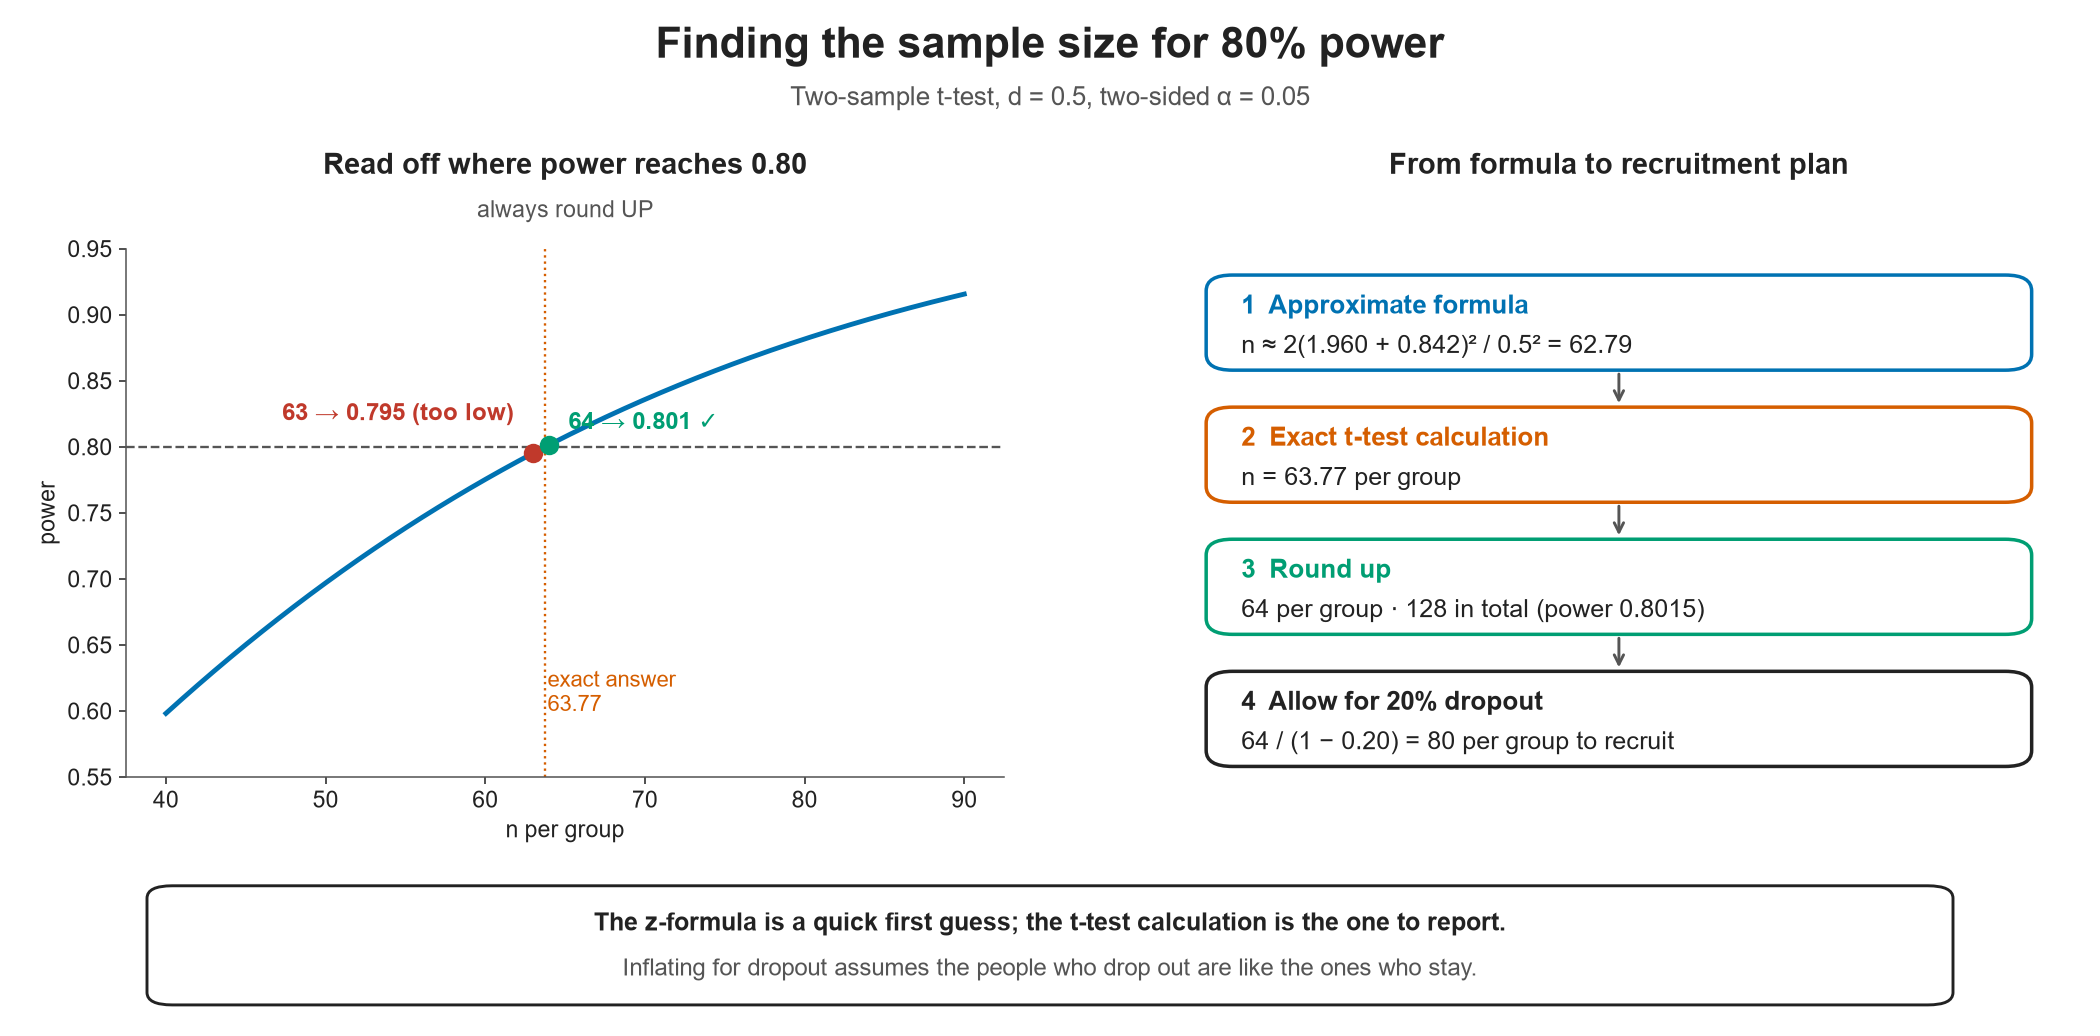 Finding the sample size for 80% power
Two-sample t-test, d = 0.5, two-sided α = 0.05
Read off where power reaches 0.80
always round UP
0.95
0.90
0.85
0.80
0.75
0.70
0.65
0.60
0.55
power
63 → 0.795 (too low)
64 → 0.801 ✓
exact answer
63.77
40 50 60 70 80 90
n per group
From formula to recruitment plan
1 Approximate formula
n ≈ 2(1.960 + 0.842)² / 0.5² = 62.79
2 Exact t-test calculation
n = 63.77 per group
3 Round up
64 per group · 128 in total (power 0.8015)
4 Allow for 20% dropout
64 / (1 − 0.20) = 80 per group to recruit
The z-formula is a quick first guess; the t-test calculation is the one to report.
Inflating for dropout assumes the people who drop out are like the ones who stay.